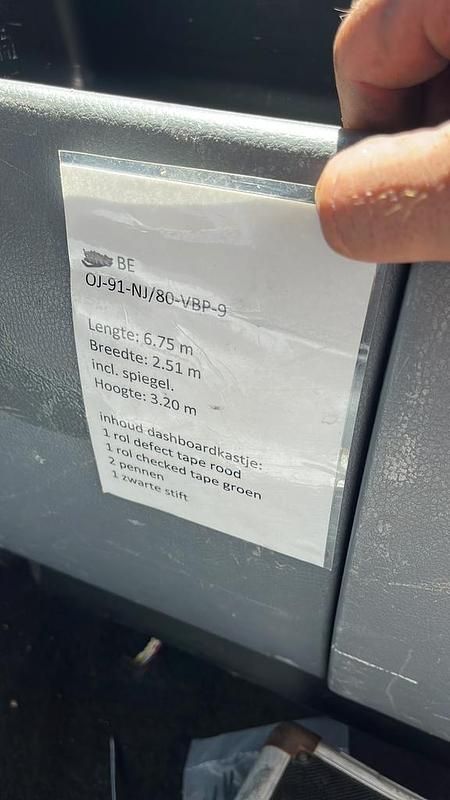 BE
OJ-91-NJ/80-VBP-9
Lengte: 6.75 m
Breedte: 2.51 m
incl. spiegel.
Hoogte: 3.20 m
inhoud dashboardkastje:
1 rol defect tape rood
1 rol checked tape groen
2 pennen
1 zwarte stift